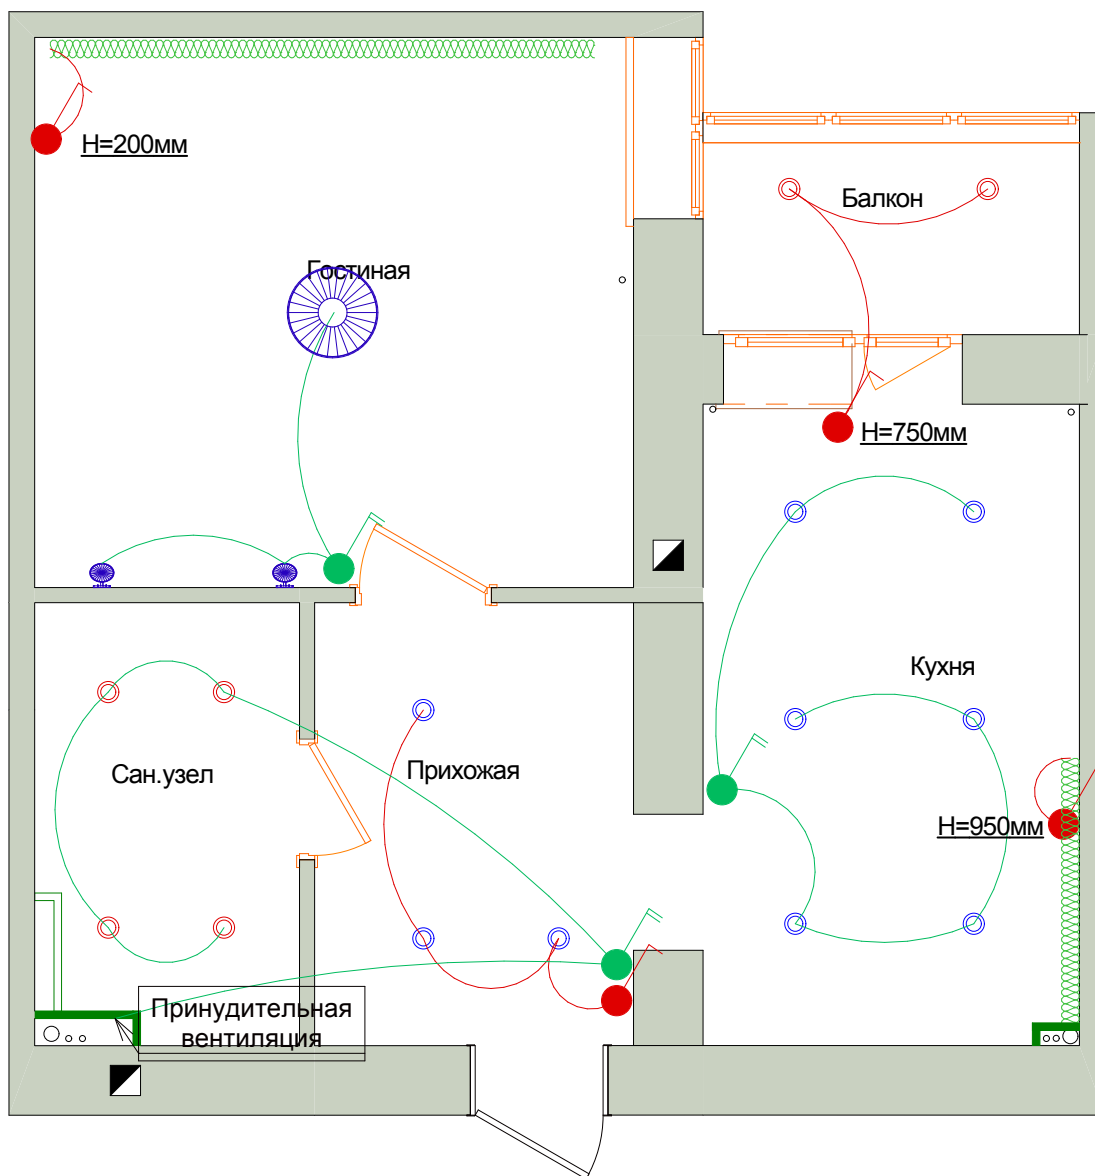 H=200мм
Балкон
Гостиная
H=750мм
Кухня
Сан.узел
Прихожая
H=950мм
Принудительная
вентиляция